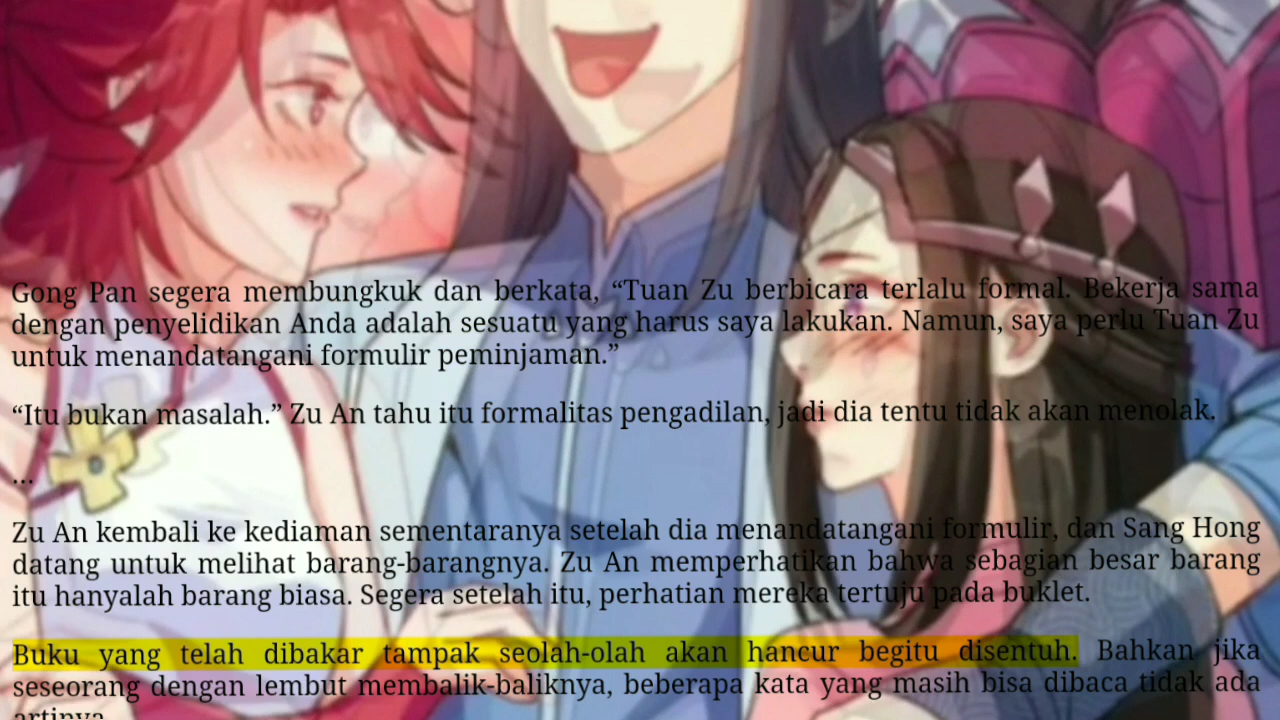 Gong Pan segera membungkuk dan berkata, “Tuan Zu berbicara terlalu formal. Bekerja sama
dengan penyelidikan Anda adalah sesuatu yang harus saya lakukan. Namun, saya perlu Tuan Zu
untuk menandatangani formulir peminjaman.”
“Itu bukan masalah.” Zu An tahu itu formalitas pengadilan, jadi dia tentu tidak akan menolak.
...
Zu An kembali ke kediaman sementaranya setelah dia menandatangani formulir, dan Sang Hong
datang untuk melihat barang-barangnya. Zu An memperhatikan bahwa sebagian besar barang
itu hanyalah barang biasa. Segera setelah itu, perhatian mereka tertuju pada buklet.
Buku yang telah dibakar tampak seolah-olah akan hancur begitu disentuh. Bahkan jika
seseorang dengan lembut membalik-baliknya, beberapa kata yang masih bisa dibaca tidak ada
artinya